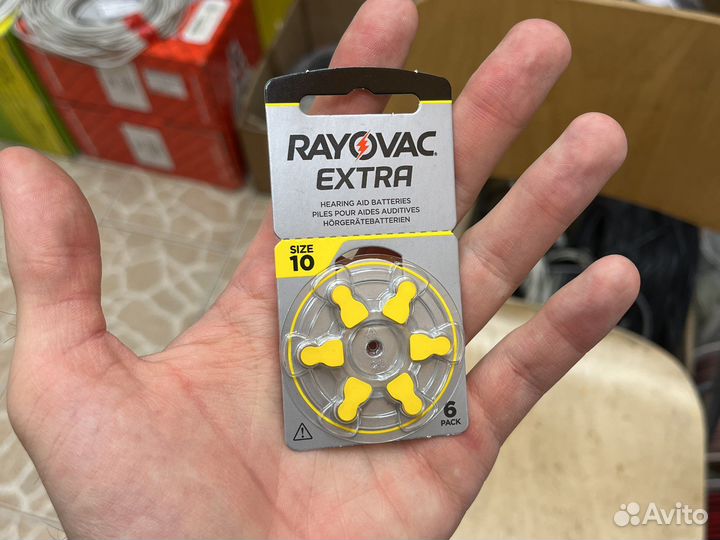 RAYOVAC
EXTRA
HEARING AID BATTERIES
PILES POUR AIDES AUDITIVES
HÖRGERÄTEBATTERIEN
SIZE
10
6
PACK
Avito